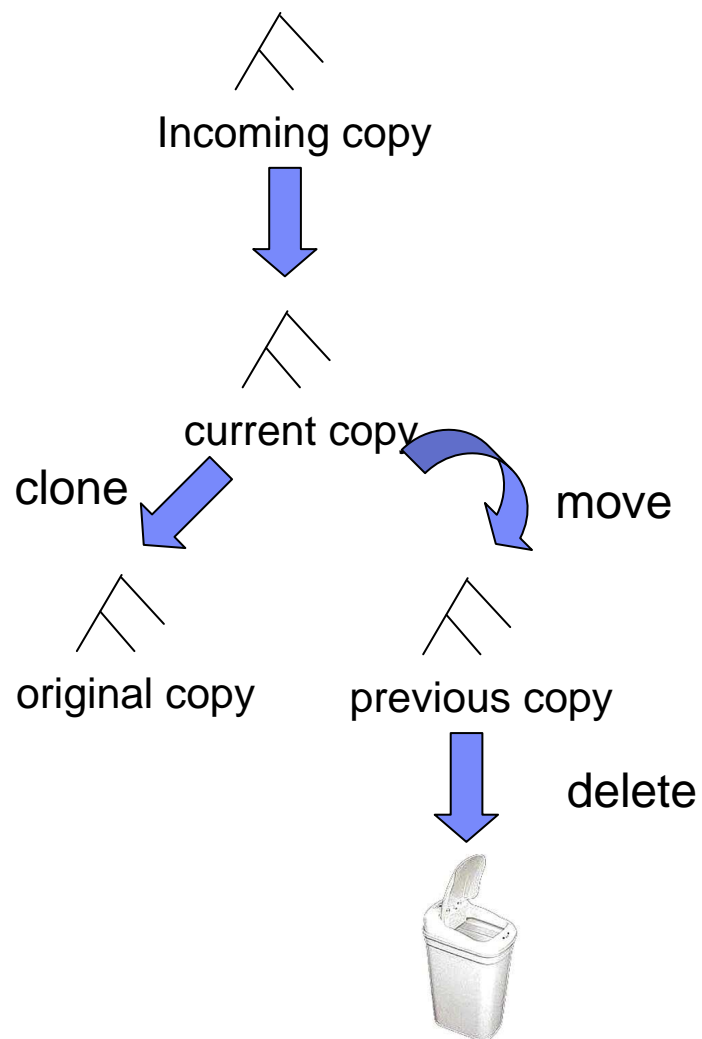 Incoming copy
current copy
clone
move
original copy
previous copy
delete